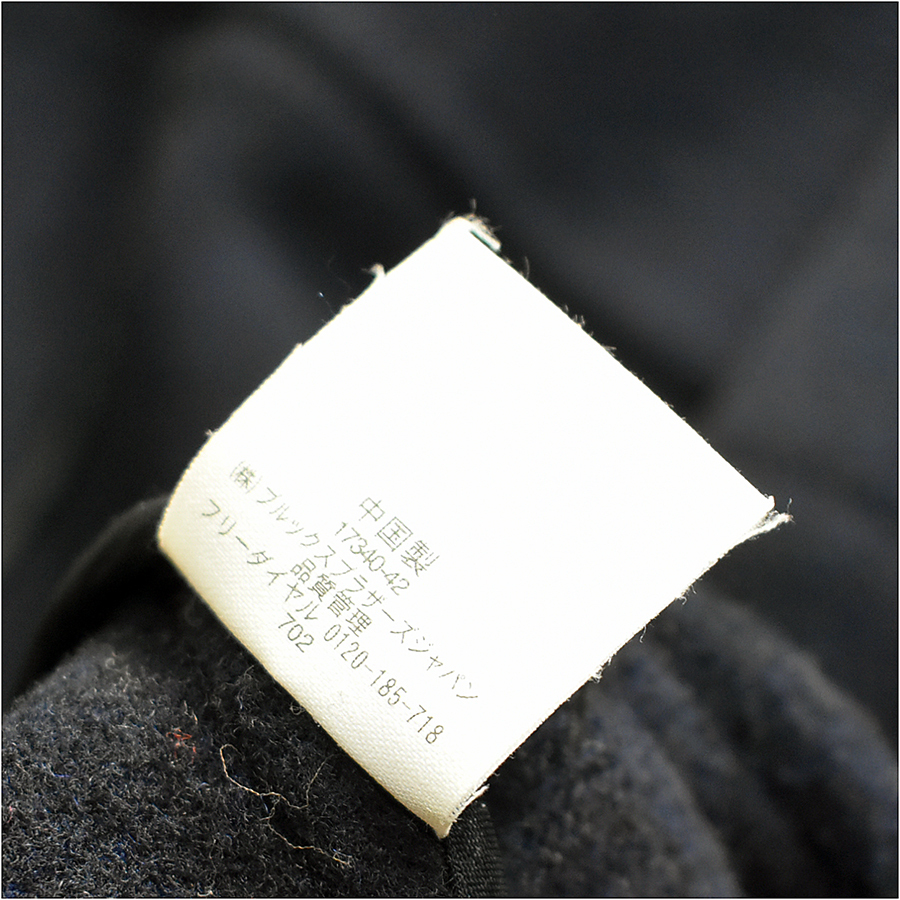 中国製
17340-42
(株)ブルックスブラザーズジャパン
品質管理
フリーダイヤル 0120-185-718
702